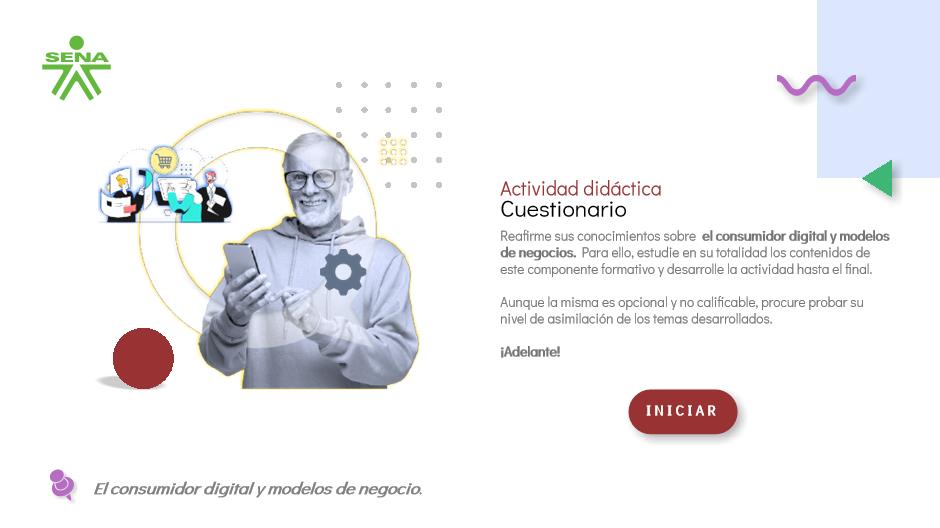 SENA
Actividad didáctica
Cuestionario
Reafirme sus conocimientos sobre el consumidor digital y modelos
de negocios. Para ello, estudie en su totalidad los contenidos de
este componente formativo y desarrolle la actividad hasta el final.
Aunque la misma es opcional y no calificable, procure probar su
nivel de asimilación de los temas desarrollados.
¡Adelante!
INICIAR
El consumidor digital y modelos de negocio.